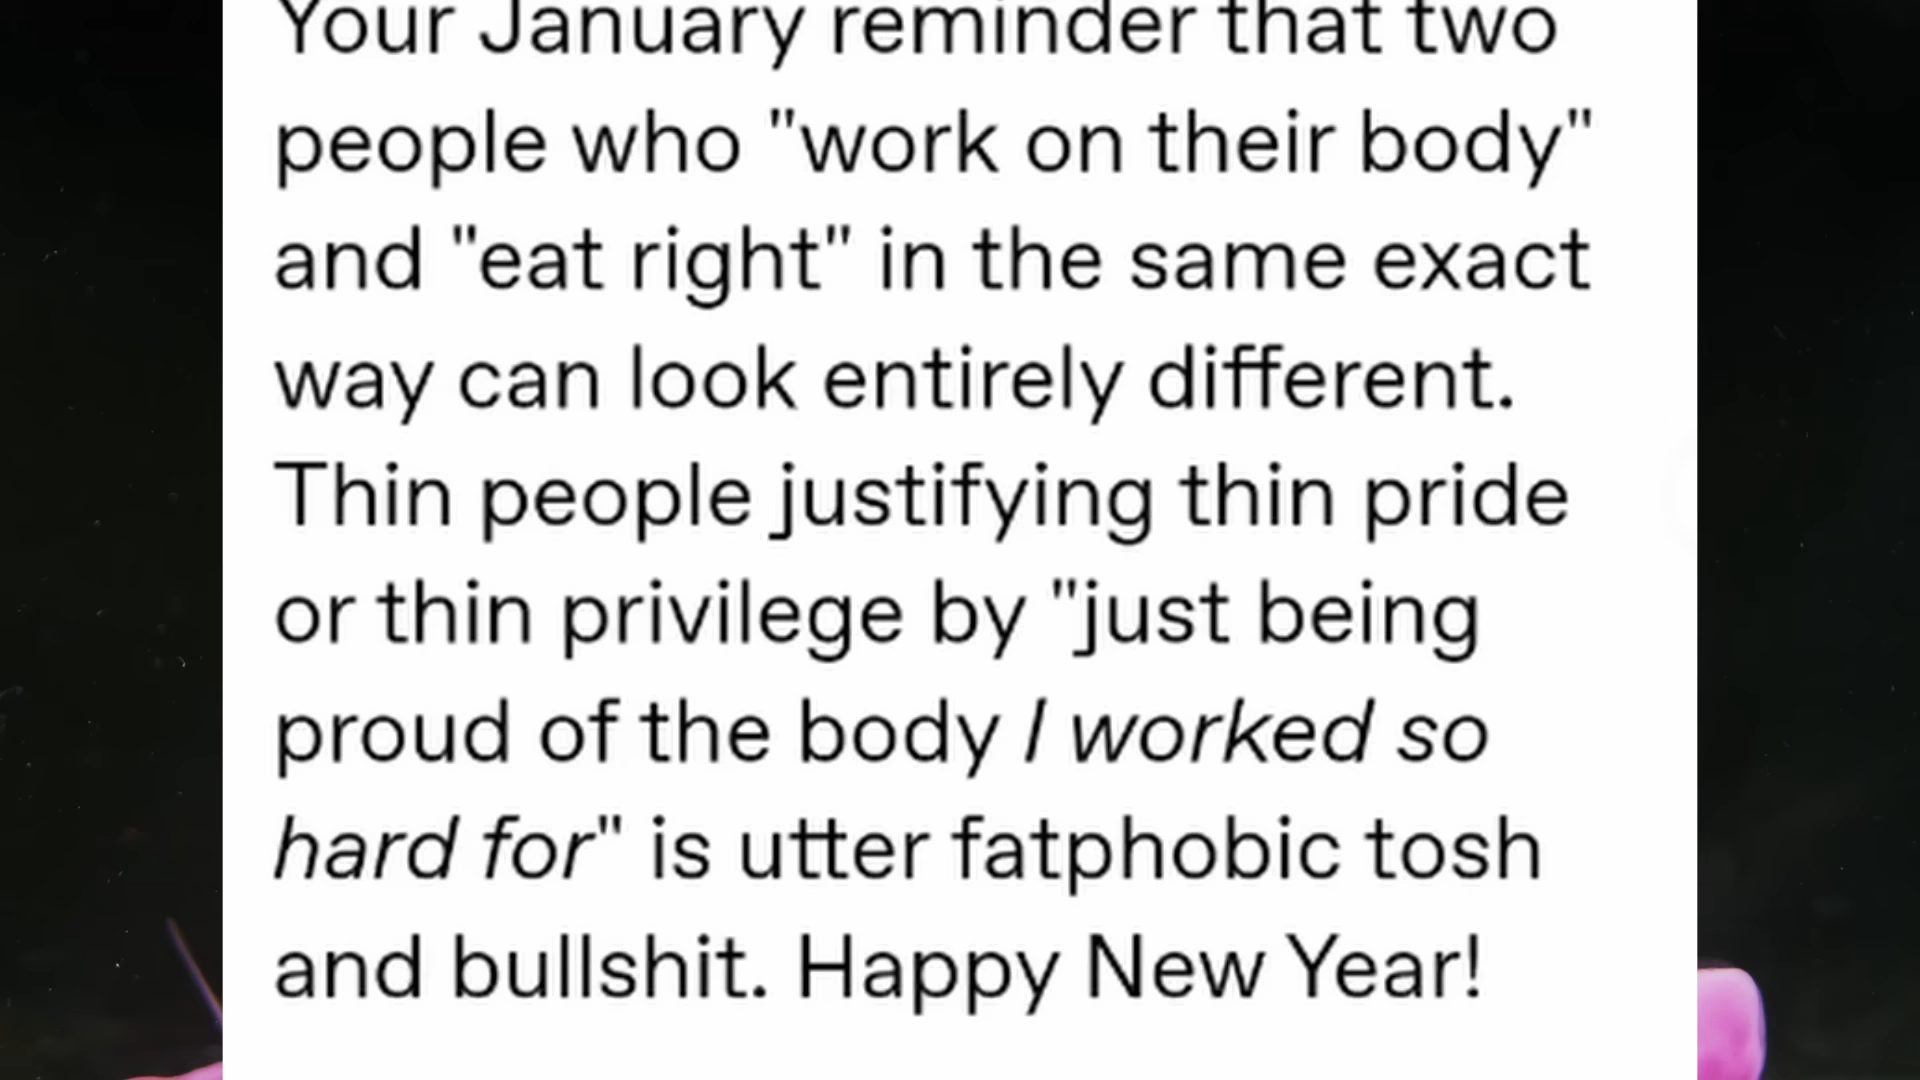 Your January reminder that two
people who "work on their body"
and "eat right" in the same exact
way can look entirely different.
Thin people justifying thin pride
or thin privilege by "just being
proud of the body I worked so
hard for" is utter fatphobic tosh
and bullshit. Happy New Year!